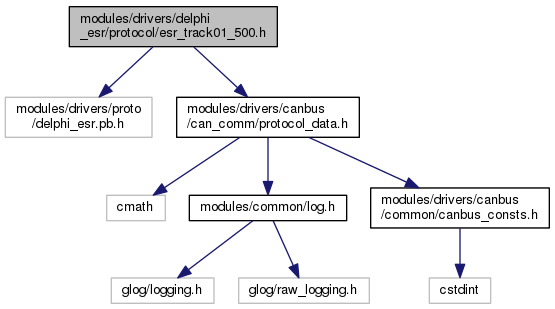 modules/drivers/delphi
_esr/protocol/esr_track01_500.h
modules/drivers/proto
/delphi_esr.pb.h
modules/drivers/canbus
/can_comm/protocol_data.h
cmath
modules/common/log.h
modules/drivers/canbus
/common/canbus_consts.h
glog/logging.h
glog/raw_logging.h
cstdint